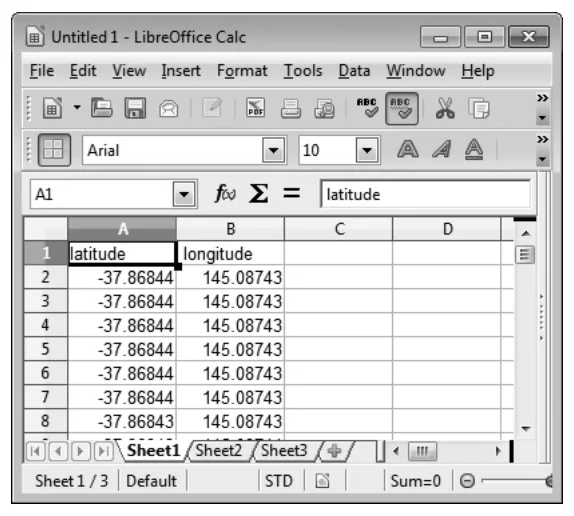 Untitled 1 - LibreOffice Calc
File Edit View Insert Format Tools Data Window Help
PDF ABC ABC »
Arial 10 A A A »
A1 f(x) Σ = latitude
A B C D
1 latitude longitude
2 -37.86844 145.08743
3 -37.86844 145.08743
4 -37.86844 145.08743
5 -37.86844 145.08743
6 -37.86844 145.08743
7 -37.86844 145.08743
8 -37.86843 145.08743
Sheet1 Sheet2 Sheet3
Sheet 1 / 3 Default STD Sum=0